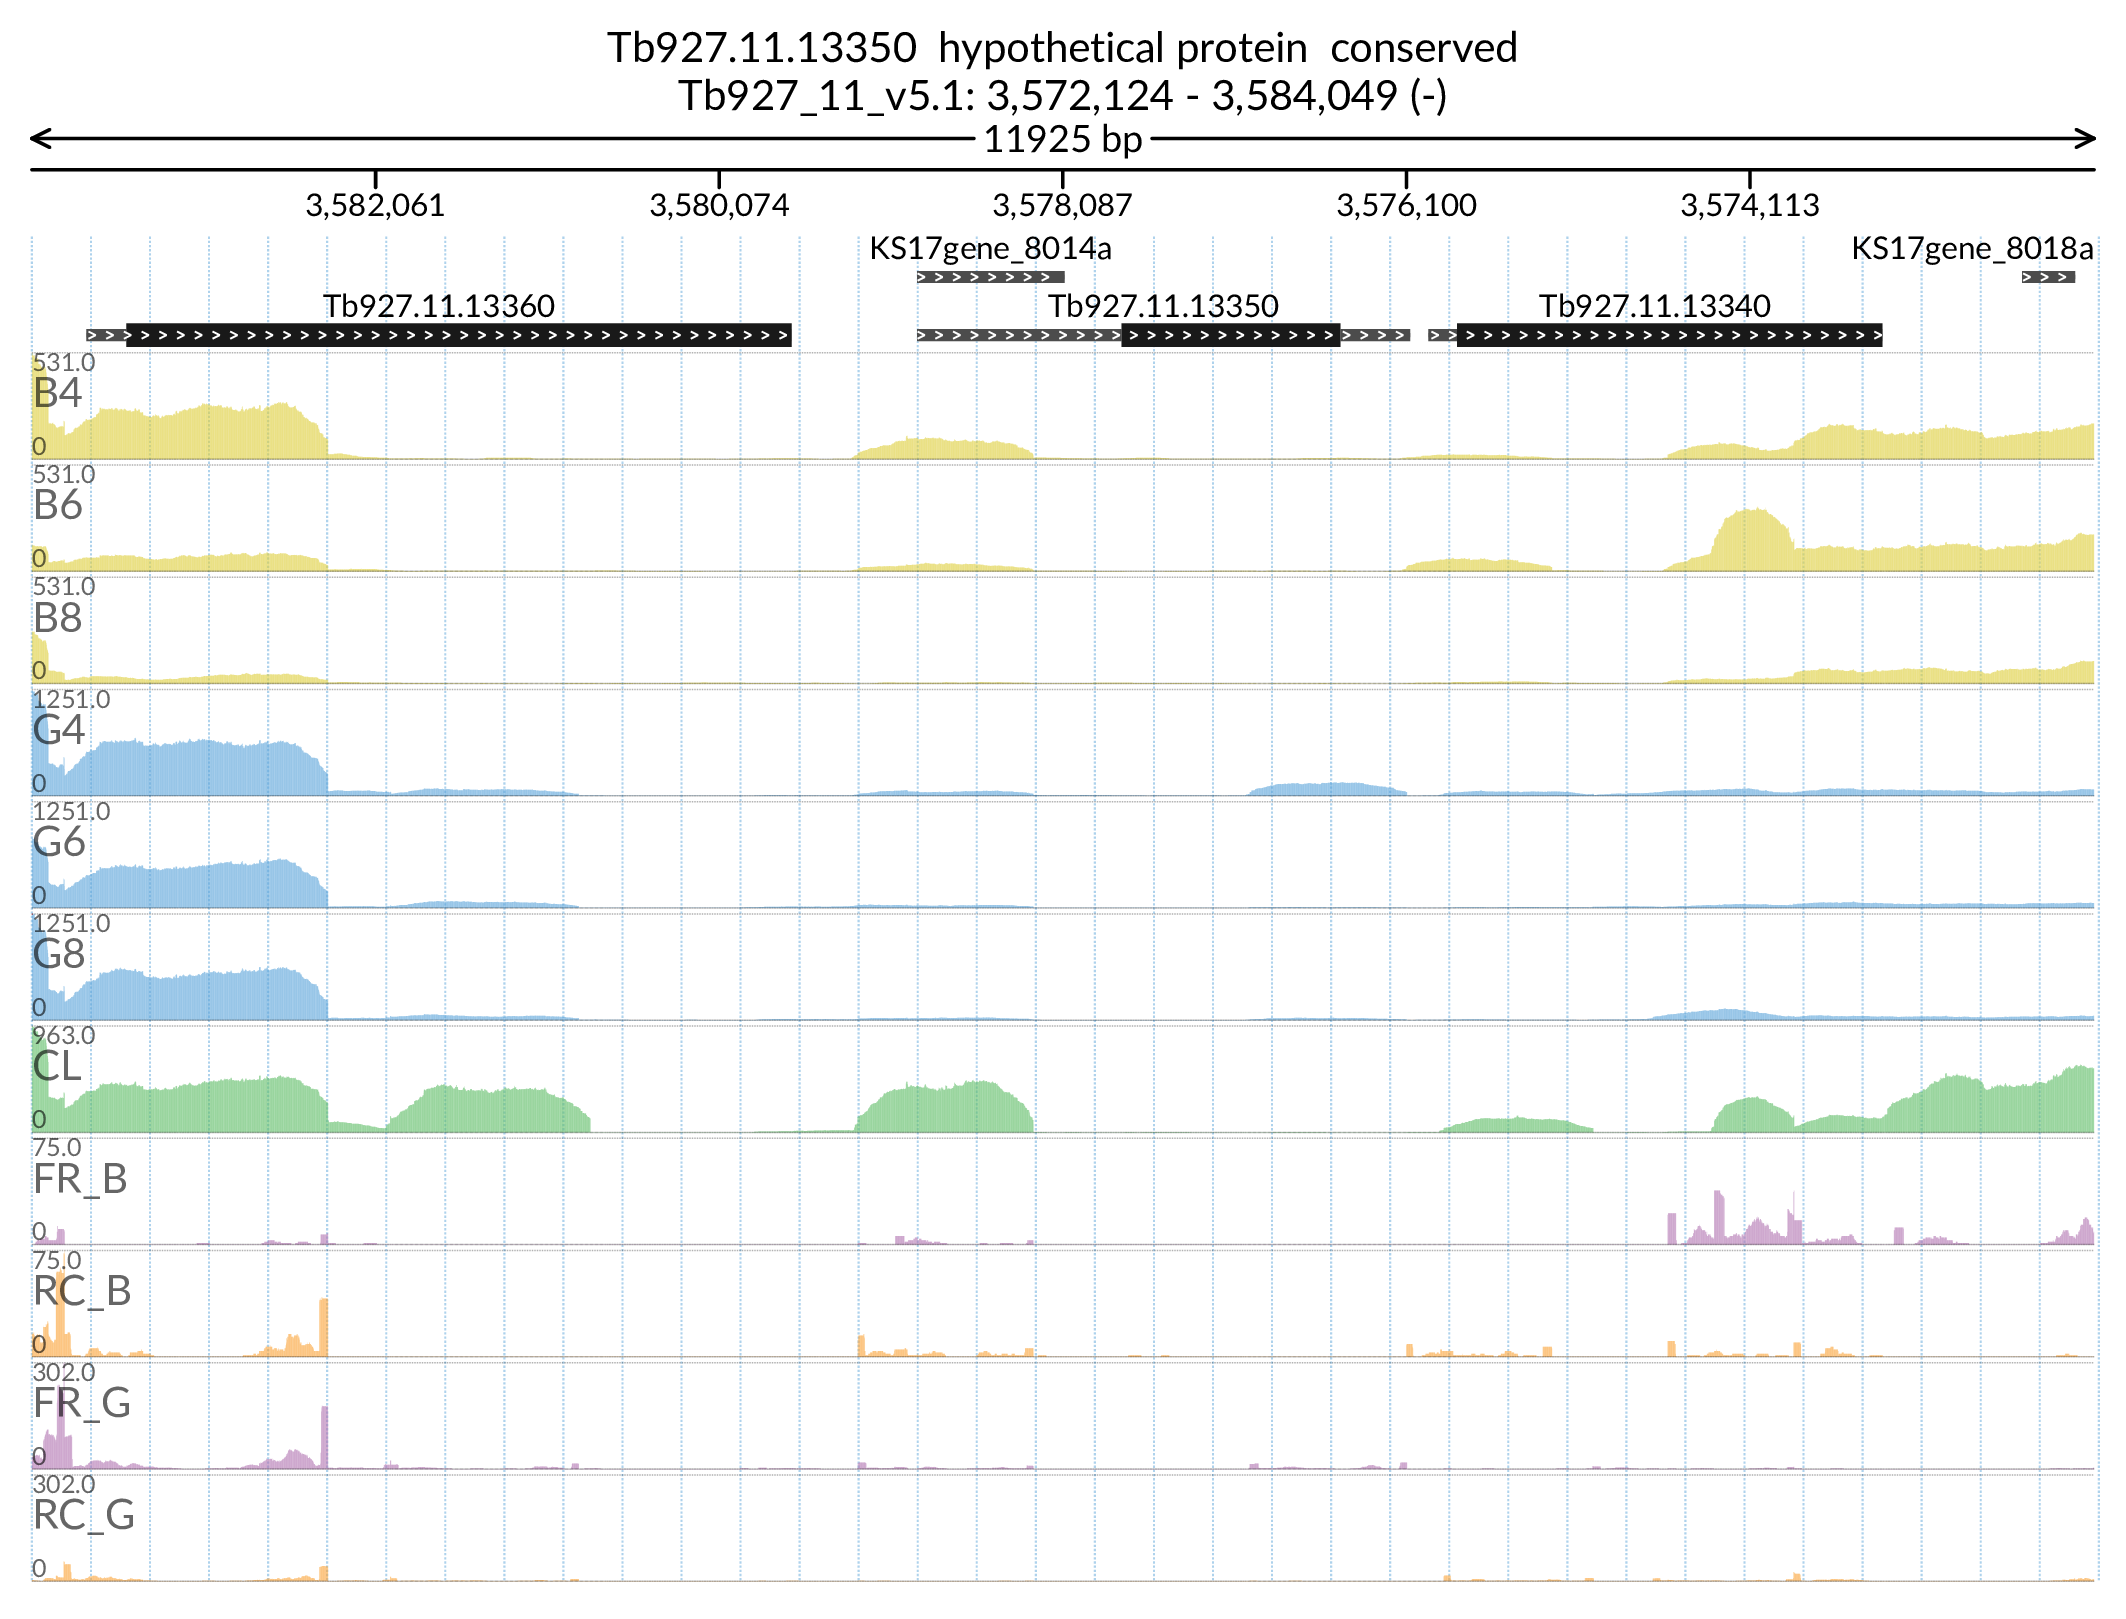 Tb927.11.13350  hypothetical protein  conserved
Tb927_11_v5.1: 3,572,124 - 3,584,049 (-)
11925 bp
3,582,061 3,580,074 3,578,087 3,576,100 3,574,113
KS17gene_8014a KS17gene_8018a
Tb927.11.13360 Tb927.11.13350 Tb927.11.13340
531.0
B4
0
531.0
B6
0
531.0
B8
0
1251.0
G4
0
1251.0
G6
0
1251.0
G8
0
963.0
CL
0
75.0
FR_B
0
75.0
RC_B
0
302.0
FR_G
0
302.0
RC_G
0